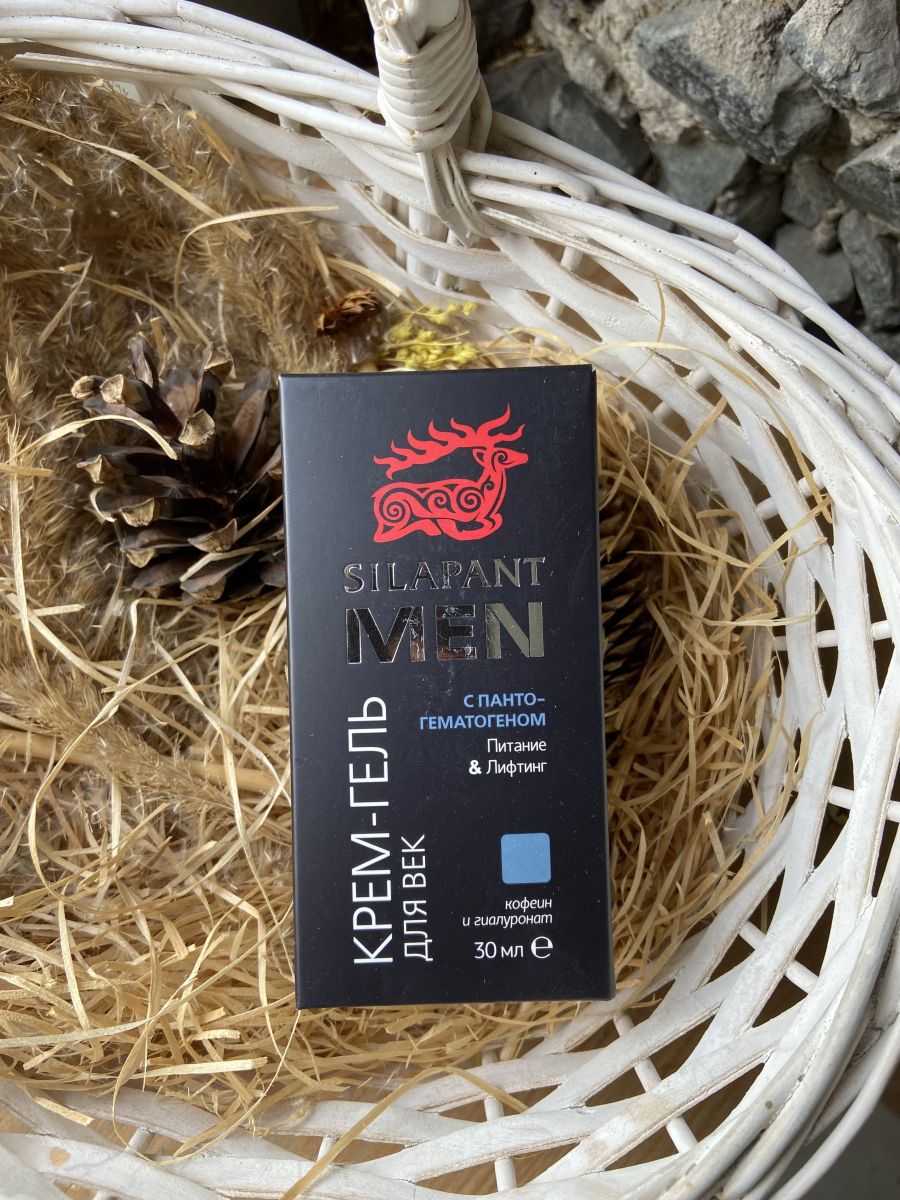 SILAPANT
MEN
С ПАНТО-
ГЕМАТОГЕНОМ
Питание
& Лифтинг
КРЕМ-ГЕЛЬ
ДЛЯ ВЕК
кофеин
и гиалуронат
30 мл ℮